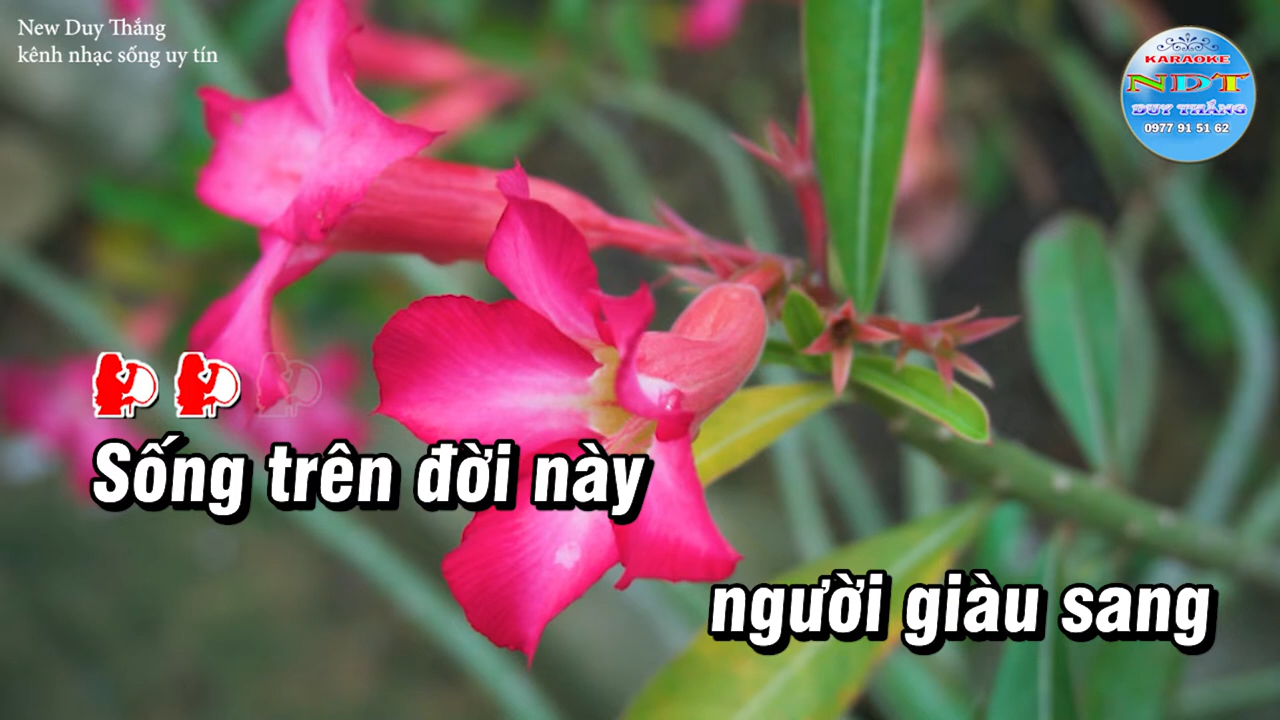 New Duy Thắng
kênh nhạc sống uy tín
KARAOKE
NDT
DUY THẮNG
0977 91 51 62
Sống trên đời này
người giàu sang